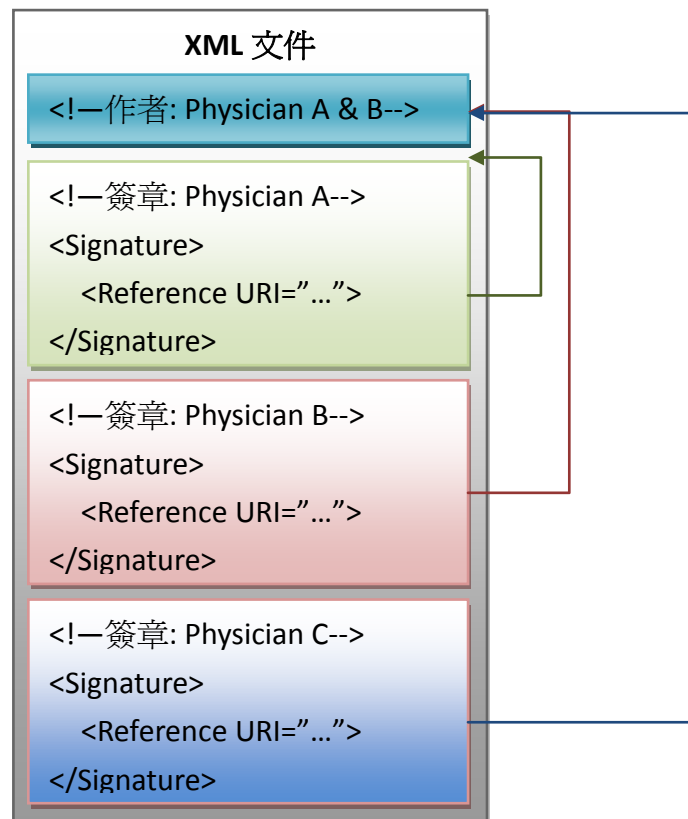 XML 文件
<!—作者: Physician A & B-->
<!—簽章: Physician A-->
<Signature>
<Reference URI=”…”>
</Signature>
<!—簽章: Physician B-->
<Signature>
<Reference URI=”…”>
</Signature>
<!—簽章: Physician C-->
<Signature>
<Reference URI=”…”>
</Signature>